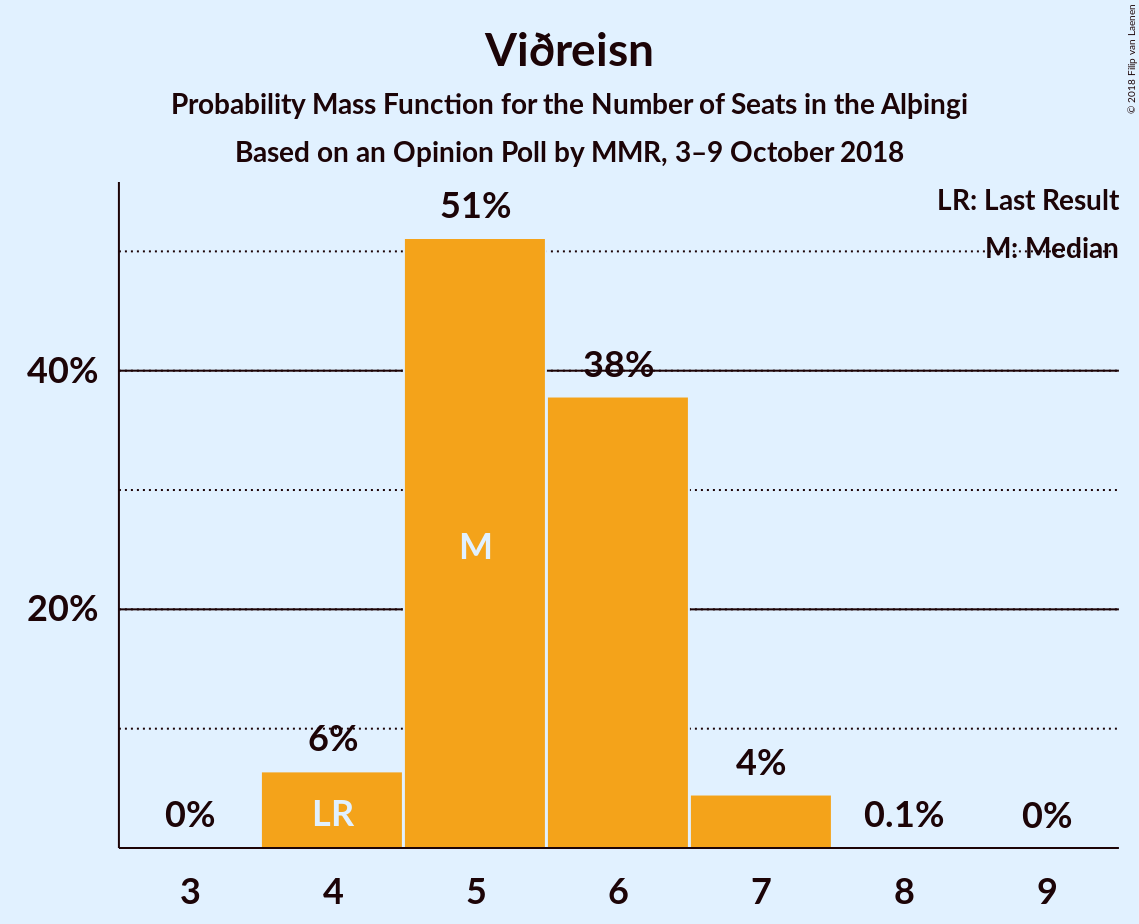 Viðreisn
Probability Mass Function for the Number of Seats in the Alþingi
Based on an Opinion Poll by MMR, 3–9 October 2018
© 2018 Filip van Laenen
LR: Last Result
M: Median
40%
20%
0%
6%
51%
38%
4%
0.1%
0%
LR
M
3
4
5
6
7
8
9